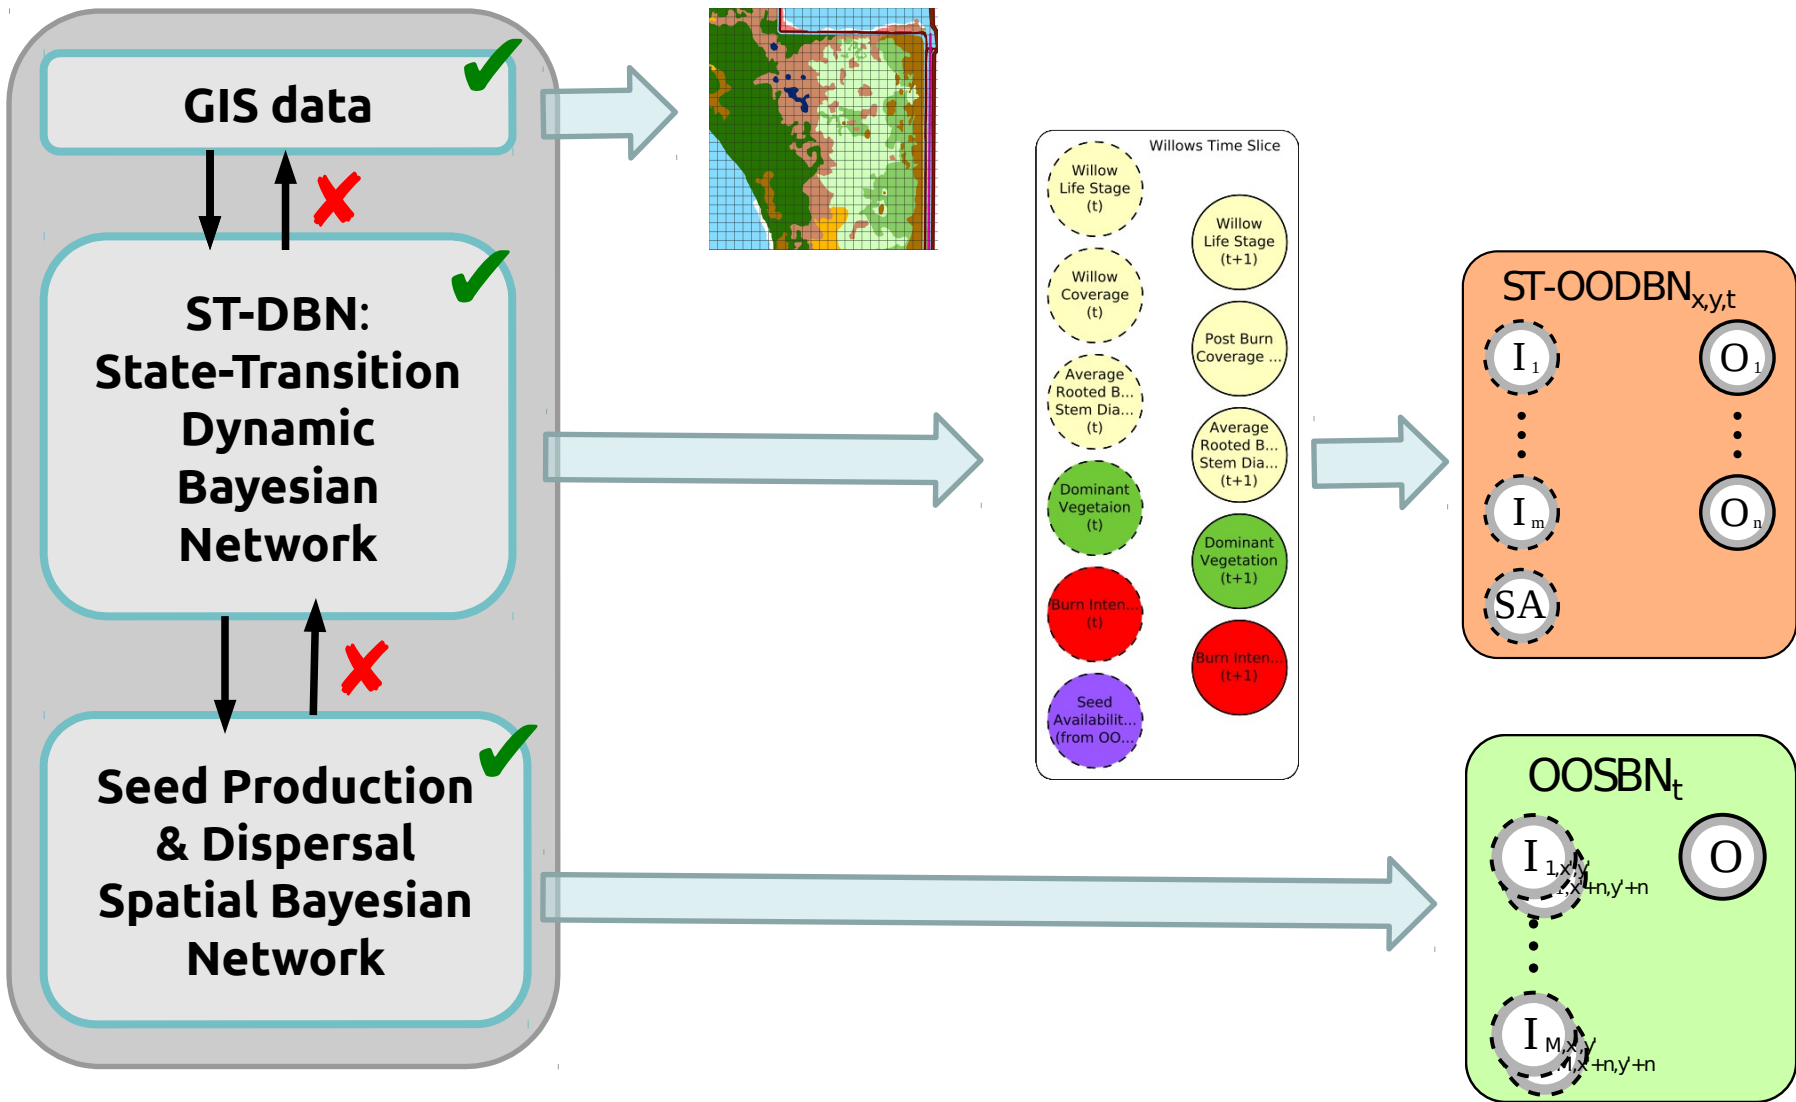 GIS data
ST-DBN:
State-Transition
Dynamic
Bayesian
Network
Seed Production
& Dispersal
Spatial Bayesian
Network
Willows Time Slice
Willow
Life Stage
(t)
Willow
Coverage
(t)
Average
Rooted B...
Stem Dia...
(t)
Dominant
Vegetaion
(t)
Burn Inten...
(t)
Seed
Availabilit...
(from OO...
Willow
Life Stage
(t+1)
Post Burn
Coverage ...
Average
Rooted B...
Stem Dia...
(t+1)
Dominant
Vegetation
(t+1)
Burn Inten...
(t+1)
ST-OODBNx,y,t
I1
O1
Im
On
SA
OOSBNt
I1,x',y'
1,x'+n,y'+n
O
IM,x',y'
M,x'+n,y'+n